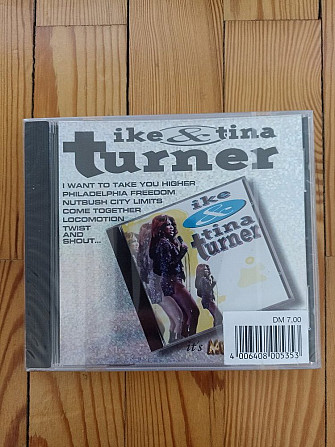 ike & tina
turner
I WANT TO TAKE YOU HIGHER
PHILADELPHIA FREEDOM
NUTBUSH CITY LIMITS
COME TOGETHER
LOCOMOTION
TWIST
AND
SHOUT...
ike
&
tina
turner
its
DM 7.00
4 006408 005353